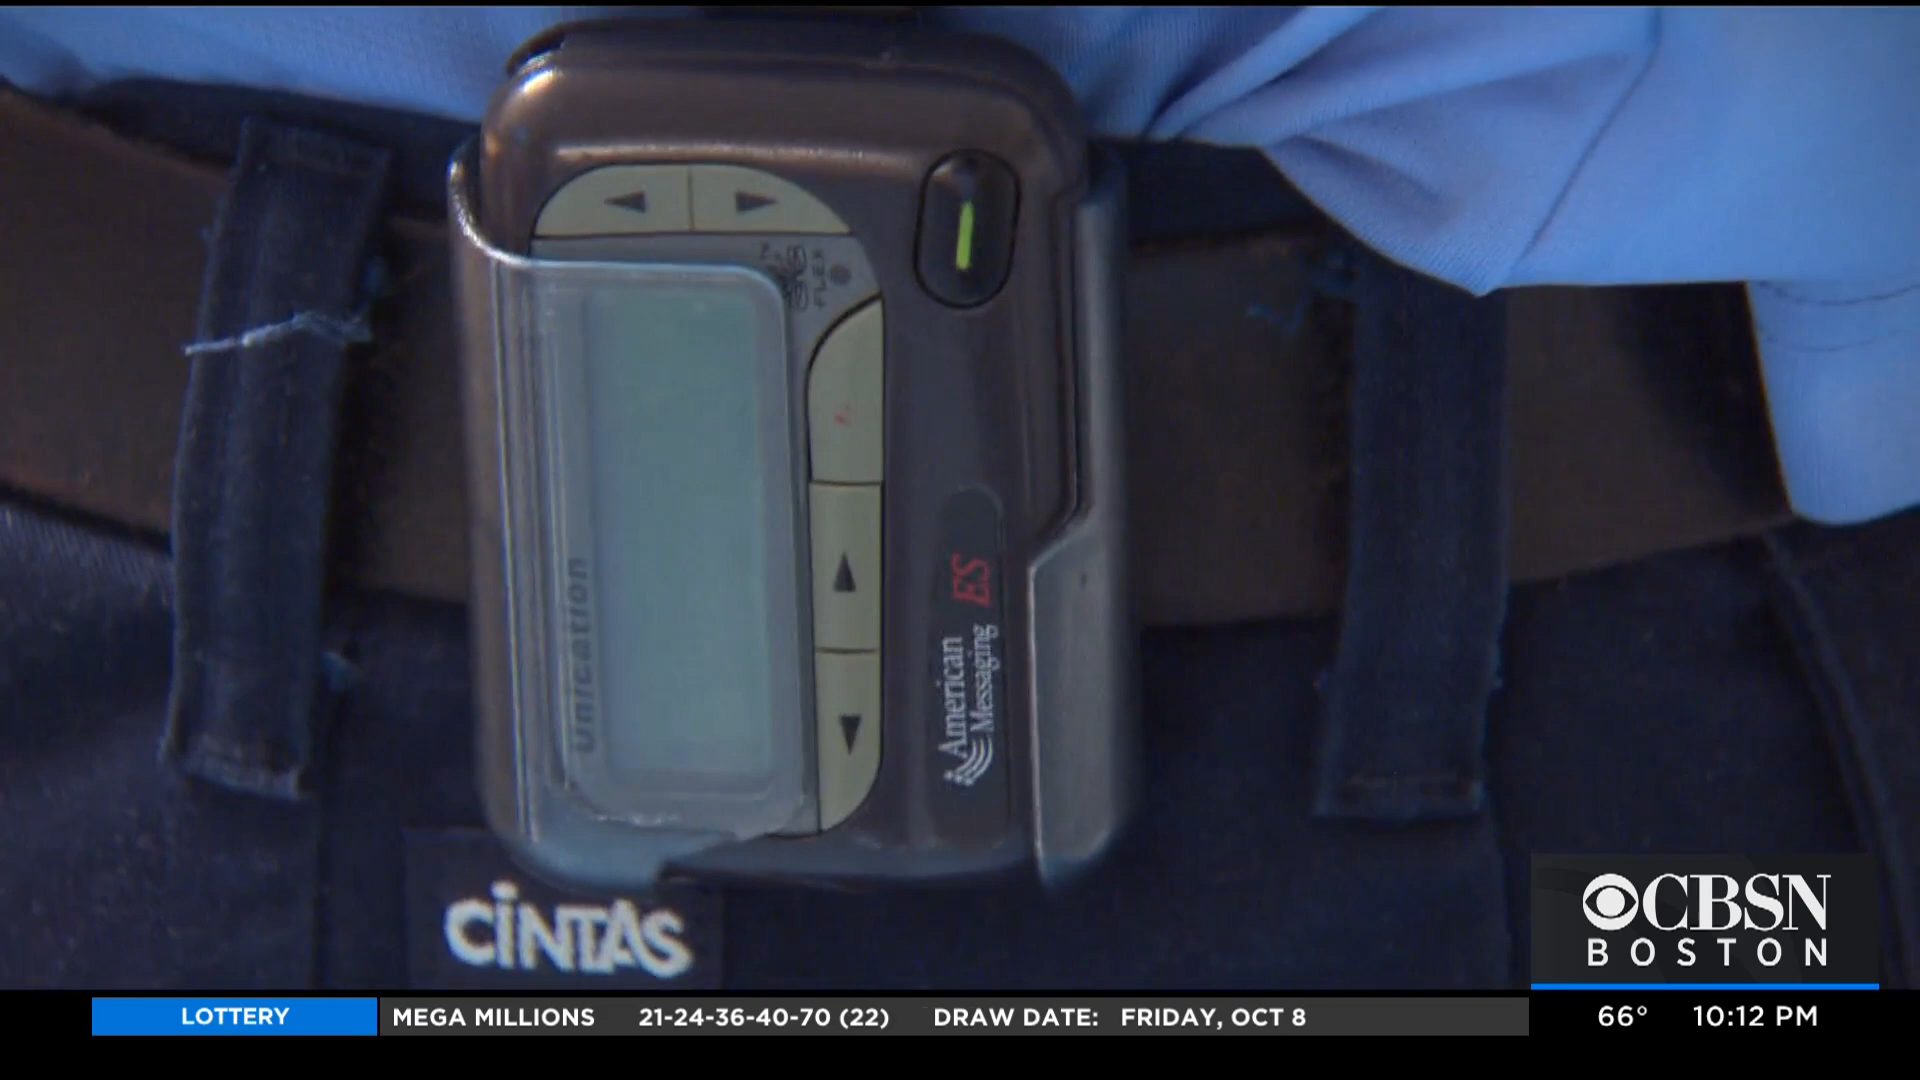 FLEX
Unication
American
Messaging
ES
CINTAS
CBSN
BOSTON
LOTTERY MEGA MILLIONS 21-24-36-40-70 (22) DRAW DATE: FRIDAY, OCT 8 66° 10:12 PM